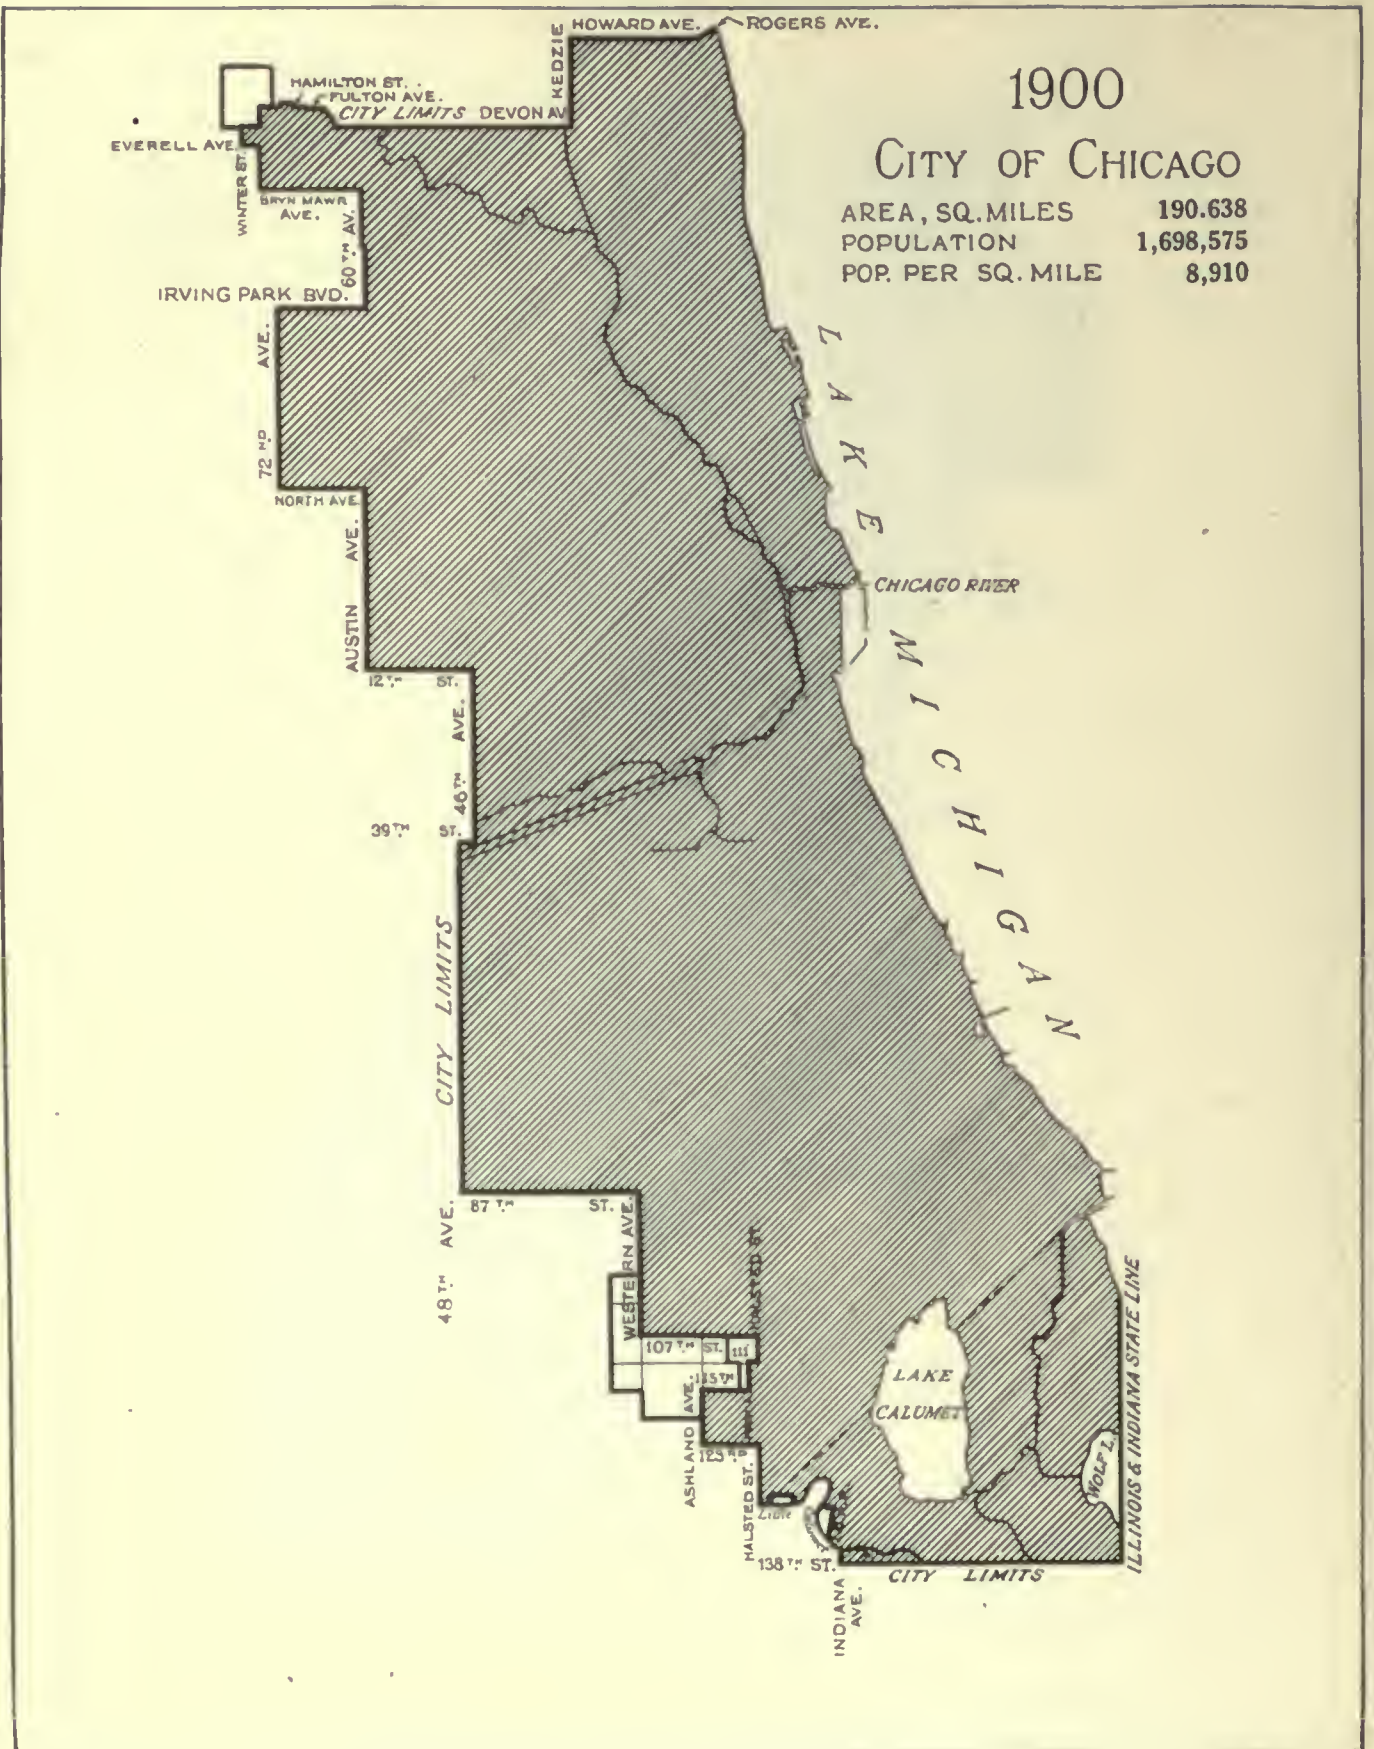 HOWARD AVE.
ROGERS AVE.
KEDZIE
1900
CITY OF CHICAGO
AREA, SQ. MILES 190.638
POPULATION 1,698,575
POP. PER SQ. MILE 8,910
HAMILTON ST.
FULTON AVE.
CITY LIMITS DEVON AV
EVERELL AVE.
WINTER ST.
BRYN MAWR
AVE.
60TH AV.
IRVING PARK BVD.
72ND AVE.
NORTH AVE.
LAKE MICHIGAN
AUSTIN AVE.
CHICAGO RIVER
12TH ST.
46TH AVE.
39TH ST.
CITY LIMITS
48TH AVE.
87TH ST.
WESTERN AVE.
HALSTED ST.
107TH ST.
111
115TH
ASHLAND AVE.
123RD
HALSTED ST.
LAKE
CALUMET
WOLF L.
ILLINOIS & INDIANA STATE LINE
138TH ST.
CITY LIMITS
INDIANA
AVE.